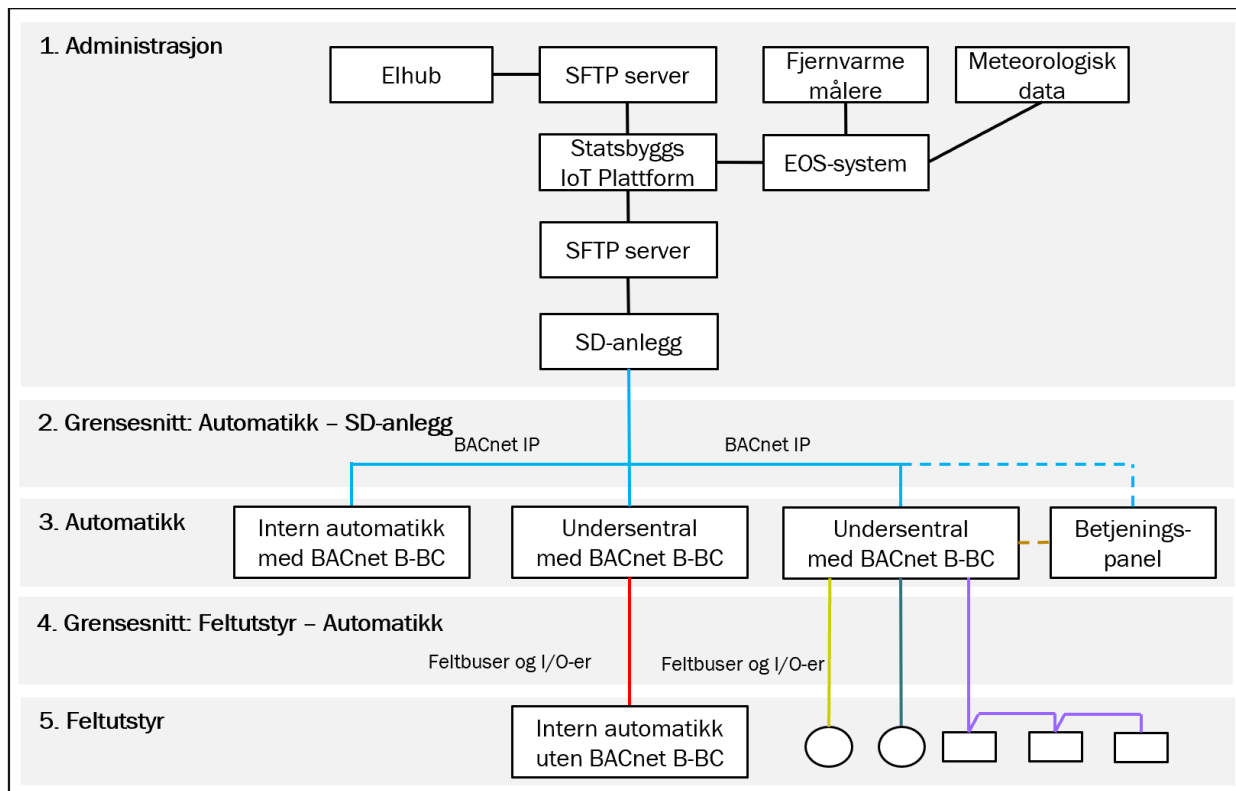 1. Administrasjon
Elhub
SFTP server
Fjernvarme
målere
Meteorologisk
data
Statsbyggs
IoT Plattform
EOS-system
SFTP server
SD-anlegg
2. Grensesnitt: Automatikk – SD-anlegg
BACnet IP
BACnet IP
3. Automatikk
Intern automatikk
med BACnet B-BC
Undersentral
med BACnet B-BC
Undersentral
med BACnet B-BC
Betjenings-
panel
4. Grensesnitt: Feltutstyr – Automatikk
Feltbuser og I/O-er
Feltbuser og I/O-er
5. Feltutstyr
Intern automatikk
uten BACnet B-BC